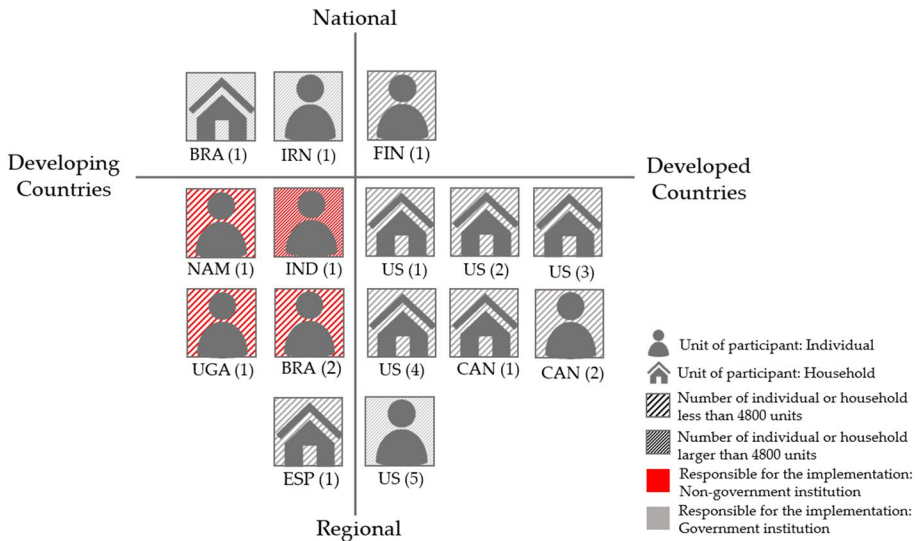 National
BRA (1)
IRN (1)
FIN (1)
Developing
Countries
Developed
Countries
NAM (1)
IND (1)
US (1)
US (2)
US (3)
UGA (1)
BRA (2)
US (4)
CAN (1)
CAN (2)
ESP (1)
US (5)
Regional
Unit of participant: Individual
Unit of participant: Household
Number of individual or household
less than 4800 units
Number of individual or household
larger than 4800 units
Responsible for the implementation:
Non-government institution
Responsible for the implementation:
Government institution